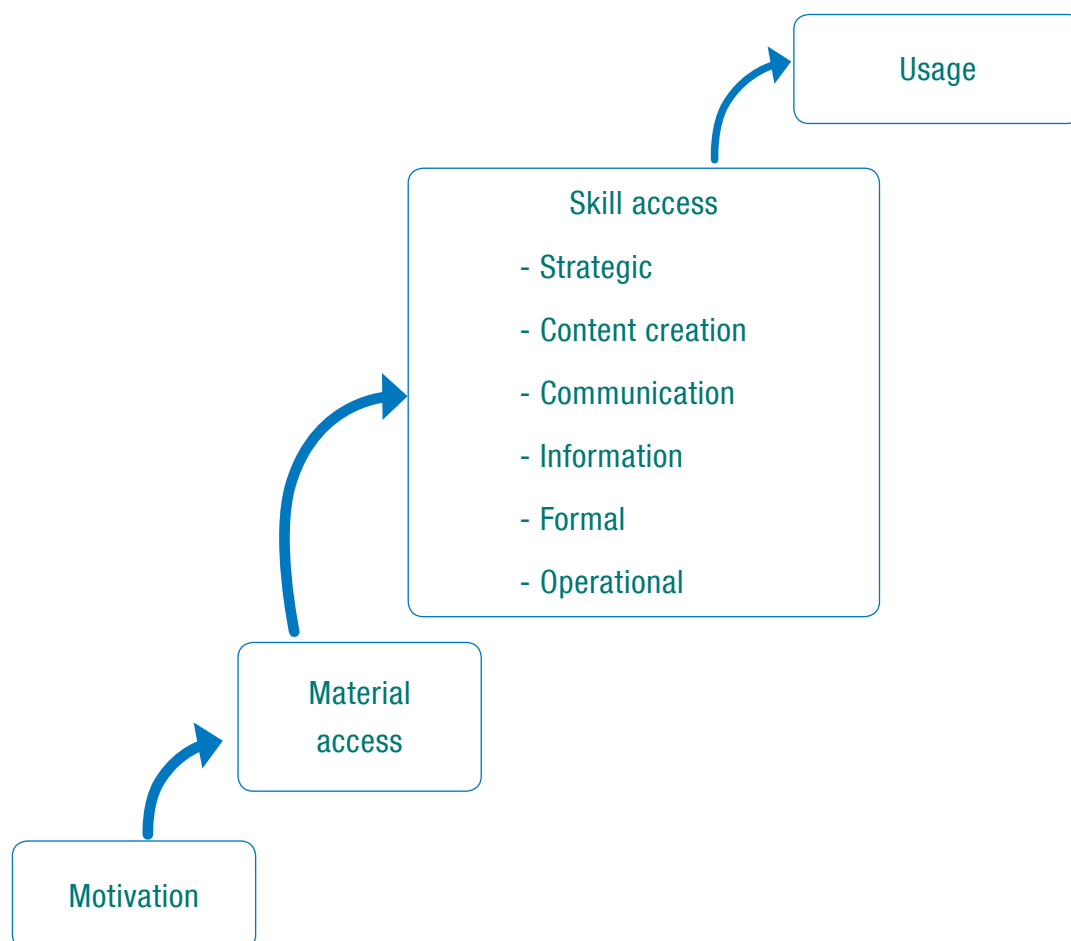 Usage
Skill access
- Strategic
- Content creation
- Communication
- Information
- Formal
- Operational
Material
access
Motivation